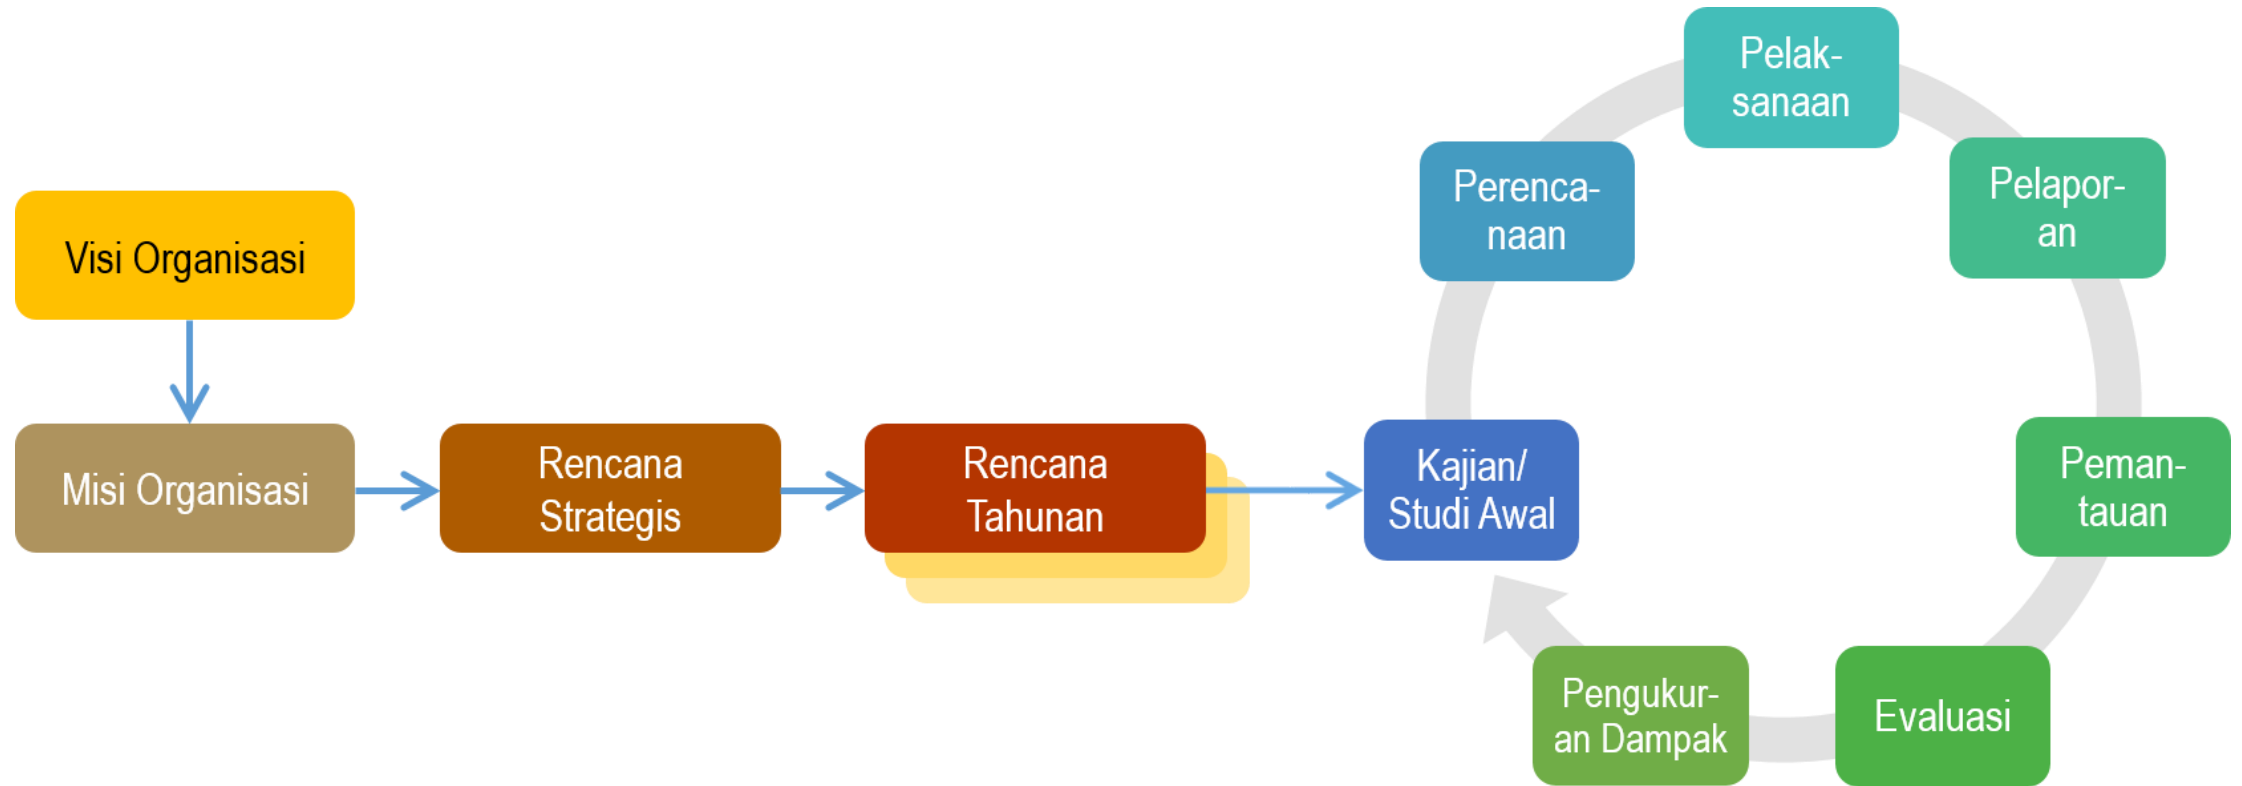 Visi Organisasi
Misi Organisasi
Rencana
Strategis
Rencana
Tahunan
Kajian/
Studi Awal
Perenca-
naan
Pelak-
sanaan
Pelapor-
an
Peman-
tauan
Evaluasi
Pengukur-
an Dampak